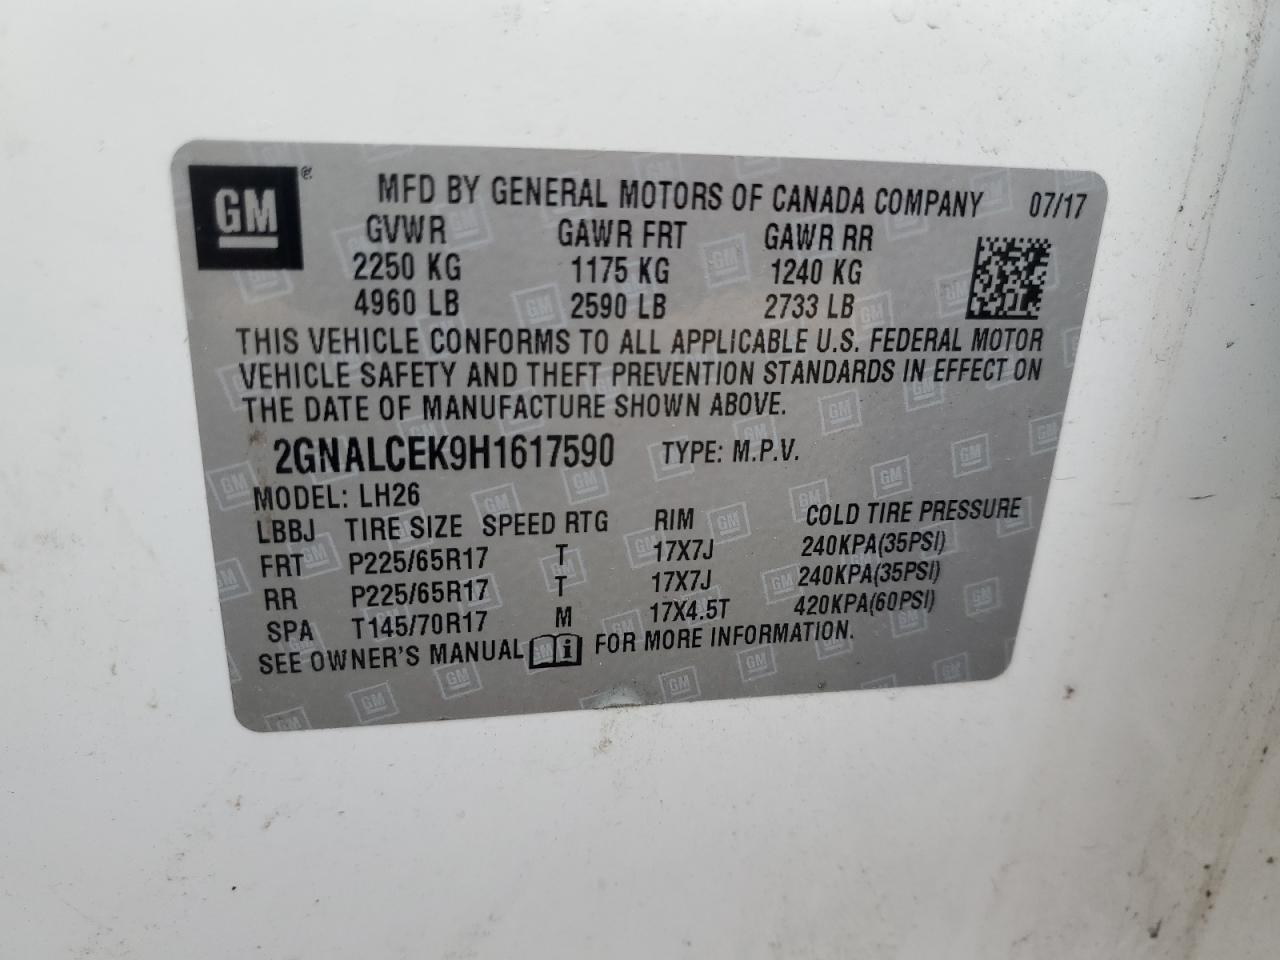 GM ® MFD BY GENERAL MOTORS OF CANADA COMPANY 07/17
GVWR GAWR FRT GAWR RR
2250 KG 1175 KG 1240 KG
4960 LB 2590 LB 2733 LB
THIS VEHICLE CONFORMS TO ALL APPLICABLE U.S. FEDERAL MOTOR
VEHICLE SAFETY AND THEFT PREVENTION STANDARDS IN EFFECT ON
THE DATE OF MANUFACTURE SHOWN ABOVE.
2GNALCEK9H1617590 TYPE: M.P.V.
MODEL: LH26
LBBJ TIRE SIZE SPEED RTG RIM COLD TIRE PRESSURE
FRT P225/65R17 T 17X7J 240KPA(35PSI)
RR P225/65R17 T 17X7J 240KPA(35PSI)
SPA T145/70R17 M 17X4.5T 420KPA(60PSI)
SEE OWNER'S MANUAL i FOR MORE INFORMATION.